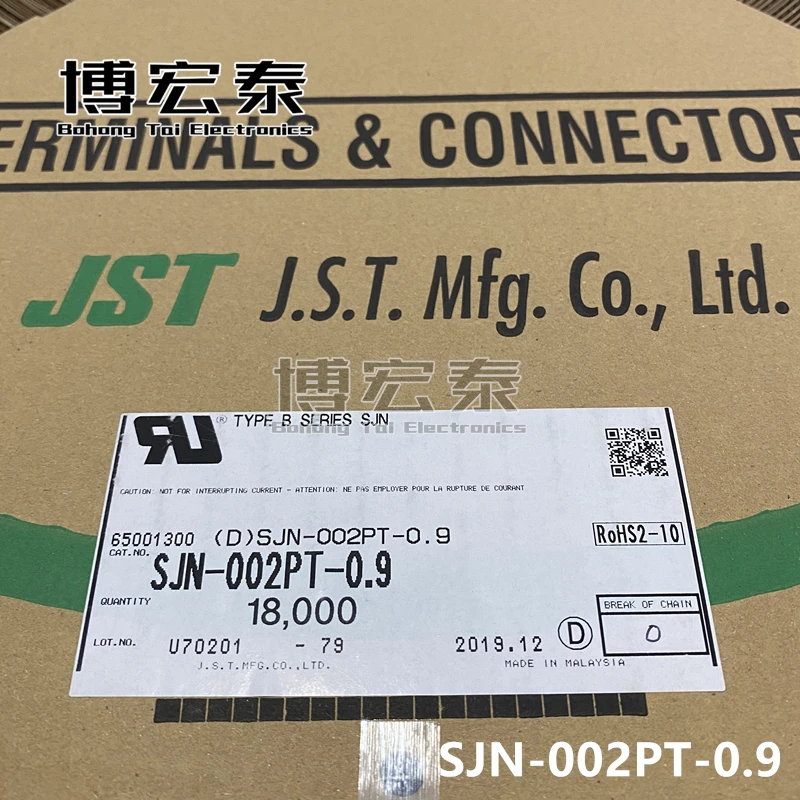 博宏泰
Bohong Tai Electronics
ERMINALS & CONNECTOR
JST J.S.T. Mfg. Co., Ltd.
博宏泰
Bohong Tai Electronics
RU ® TYPE B SERIES SJN
CAUTION: NOT FOR INTERRUPTING CURRENT - ATTENTION: NE PAS EMPLOYER POUR LA RUPTURE DE COURANT
65001300 (D)SJN-002PT-0.9
RoHS2-10
CAT.NO. SJN-002PT-0.9
QUANTITY 18,000
BREAK OF CHAIN
0
LOT.NO. U70201 - 79 2019.12 D
J.S.T.MFG.CO.,LTD. MADE IN MALAYSIA
SJN-002PT-0.9